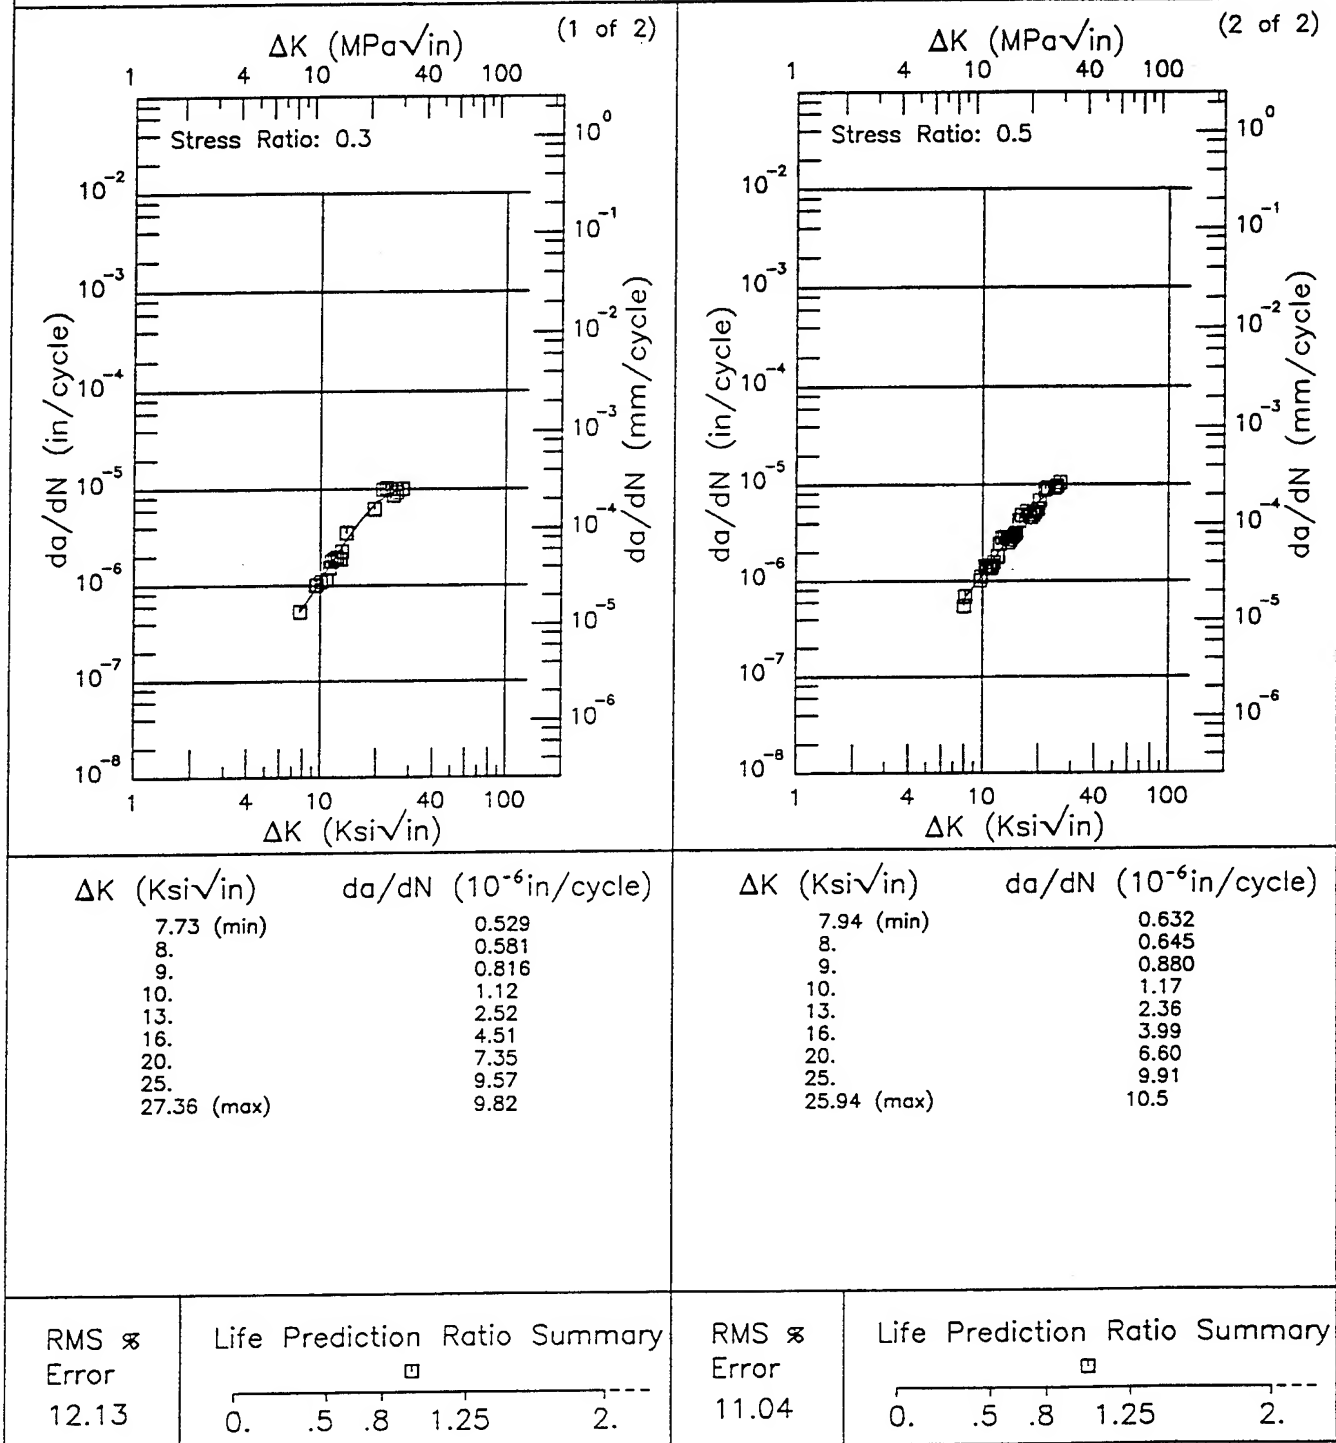 (1 of 2)
ΔK (MPa√in)
1 4 10 40 100
Stress Ratio: 0.3
da/dN (in/cycle)
10⁻²
10⁻³
10⁻⁴
10⁻⁵
10⁻⁶
10⁻⁷
10⁻⁸
10⁰
10⁻¹
10⁻²
10⁻³
10⁻⁴
10⁻⁵
10⁻⁶
da/dN (mm/cycle)
1 4 10 40 100
ΔK (Ksi√in)
ΔK (Ksi√in) da/dN (10⁻⁶in/cycle)
7.73 (min) 0.529
8. 0.581
9. 0.816
10. 1.12
13. 2.52
16. 4.51
20. 7.35
25. 9.57
27.36 (max) 9.82
RMS %
Error
12.13
Life Prediction Ratio Summary
0. .5 .8 1.25 2.
(2 of 2)
ΔK (MPa√in)
1 4 10 40 100
Stress Ratio: 0.5
da/dN (in/cycle)
10⁻²
10⁻³
10⁻⁴
10⁻⁵
10⁻⁶
10⁻⁷
10⁻⁸
10⁰
10⁻¹
10⁻²
10⁻³
10⁻⁴
10⁻⁵
10⁻⁶
da/dN (mm/cycle)
1 4 10 40 100
ΔK (Ksi√in)
ΔK (Ksi√in) da/dN (10⁻⁶in/cycle)
7.94 (min) 0.632
8. 0.645
9. 0.880
10. 1.17
13. 2.36
16. 3.99
20. 6.60
25. 9.91
25.94 (max) 10.5
RMS %
Error
11.04
Life Prediction Ratio Summary
0. .5 .8 1.25 2.